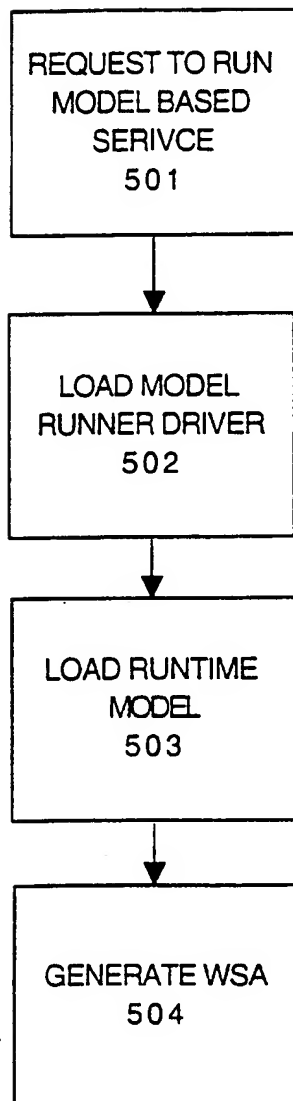 REQUEST TO RUN
MODEL BASED
SERIVCE
501
LOAD MODEL
RUNNER DRIVER
502
LOAD RUNTIME
MODEL
503
GENERATE WSA
504